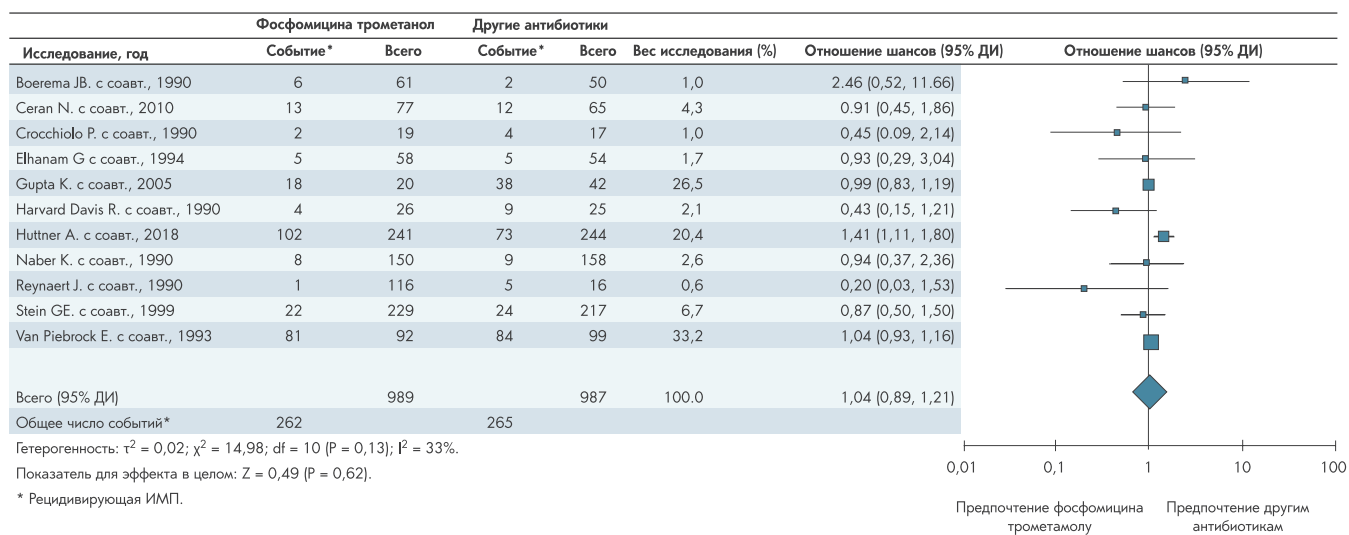 Фосфомицина трометанол Другие антибиотики
Исследование, год Событие* Всего Событие* Всего Вес исследования (%) Отношение шансов (95% ДИ) Отношение шансов (95% ДИ)
Boerema JB. с соавт., 1990 6 61 2 50 1,0 2.46 (0,52, 11.66)
Ceran N. с соавт., 2010 13 77 12 65 4,3 0.91 (0,45, 1,86)
Crocchiolo P. с соавт., 1990 2 19 4 17 1,0 0,45 (0.09, 2,14)
Elhanam G с соавт., 1994 5 58 5 54 1,7 0,93 (0,29, 3,04)
Gupta K. с соавт., 2005 18 20 38 42 26,5 0,99 (0,83, 1,19)
Harvard Davis R. с соавт., 1990 4 26 9 25 2,1 0,43 (0,15, 1,21)
Huttner A. с соавт., 2018 102 241 73 244 20,4 1,41 (1,11, 1,80)
Naber K. с соавт., 1990 8 150 9 158 2,6 0,94 (0,37, 2,36)
Reynaert J. с соавт., 1990 1 116 5 16 0,6 0,20 (0,03, 1,53)
Stein GE. с соавт., 1999 22 229 24 217 6,7 0,87 (0,50, 1,50)
Van Piebrock E. с соавт., 1993 81 92 84 99 33,2 1,04 (0,93, 1,16)
Всего (95% ДИ) 989 987 100.0 1,04 (0,89, 1,21)
Общее число событий* 262 265
Гетерогенность: τ² = 0,02; χ² = 14,98; df = 10 (P = 0,13); I² = 33%.
Показатель для эффекта в целом: Z = 0,49 (P = 0,62).
* Рецидивирующая ИМП.
0,01 0,1 1 10 100
Предпочтение фосфомицина Предпочтение другим
трометамолу антибиотикам